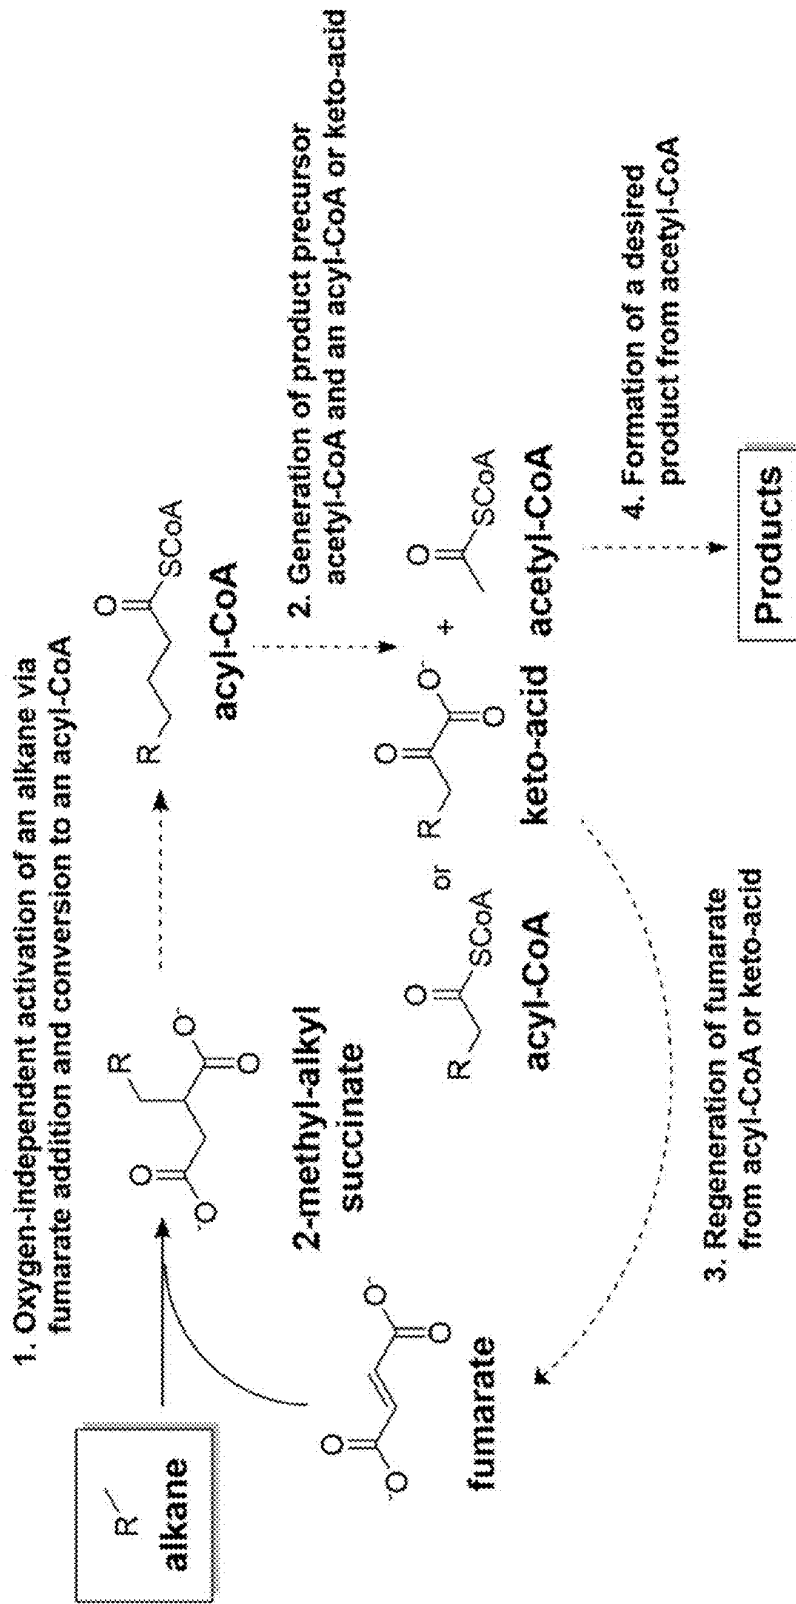 1. Oxygen-independent activation of an alkane via
fumarate addition and conversion to an acyl-CoA
R
alkane
O
O-
R
O-
O
2-methyl-alkyl
succinate
R
O
SCoA
acyl-CoA
O
O-
O-
O
fumarate
2. Generation of product precursor
acetyl-CoA and an acyl-CoA or keto-acid
R
O
SCoA
acyl-CoA
or
R
O
O-
O
keto-acid
+
O
SCoA
acetyl-CoA
3. Regeneration of fumarate
from acyl-CoA or keto-acid
4. Formation of a desired
product from acetyl-CoA
Products